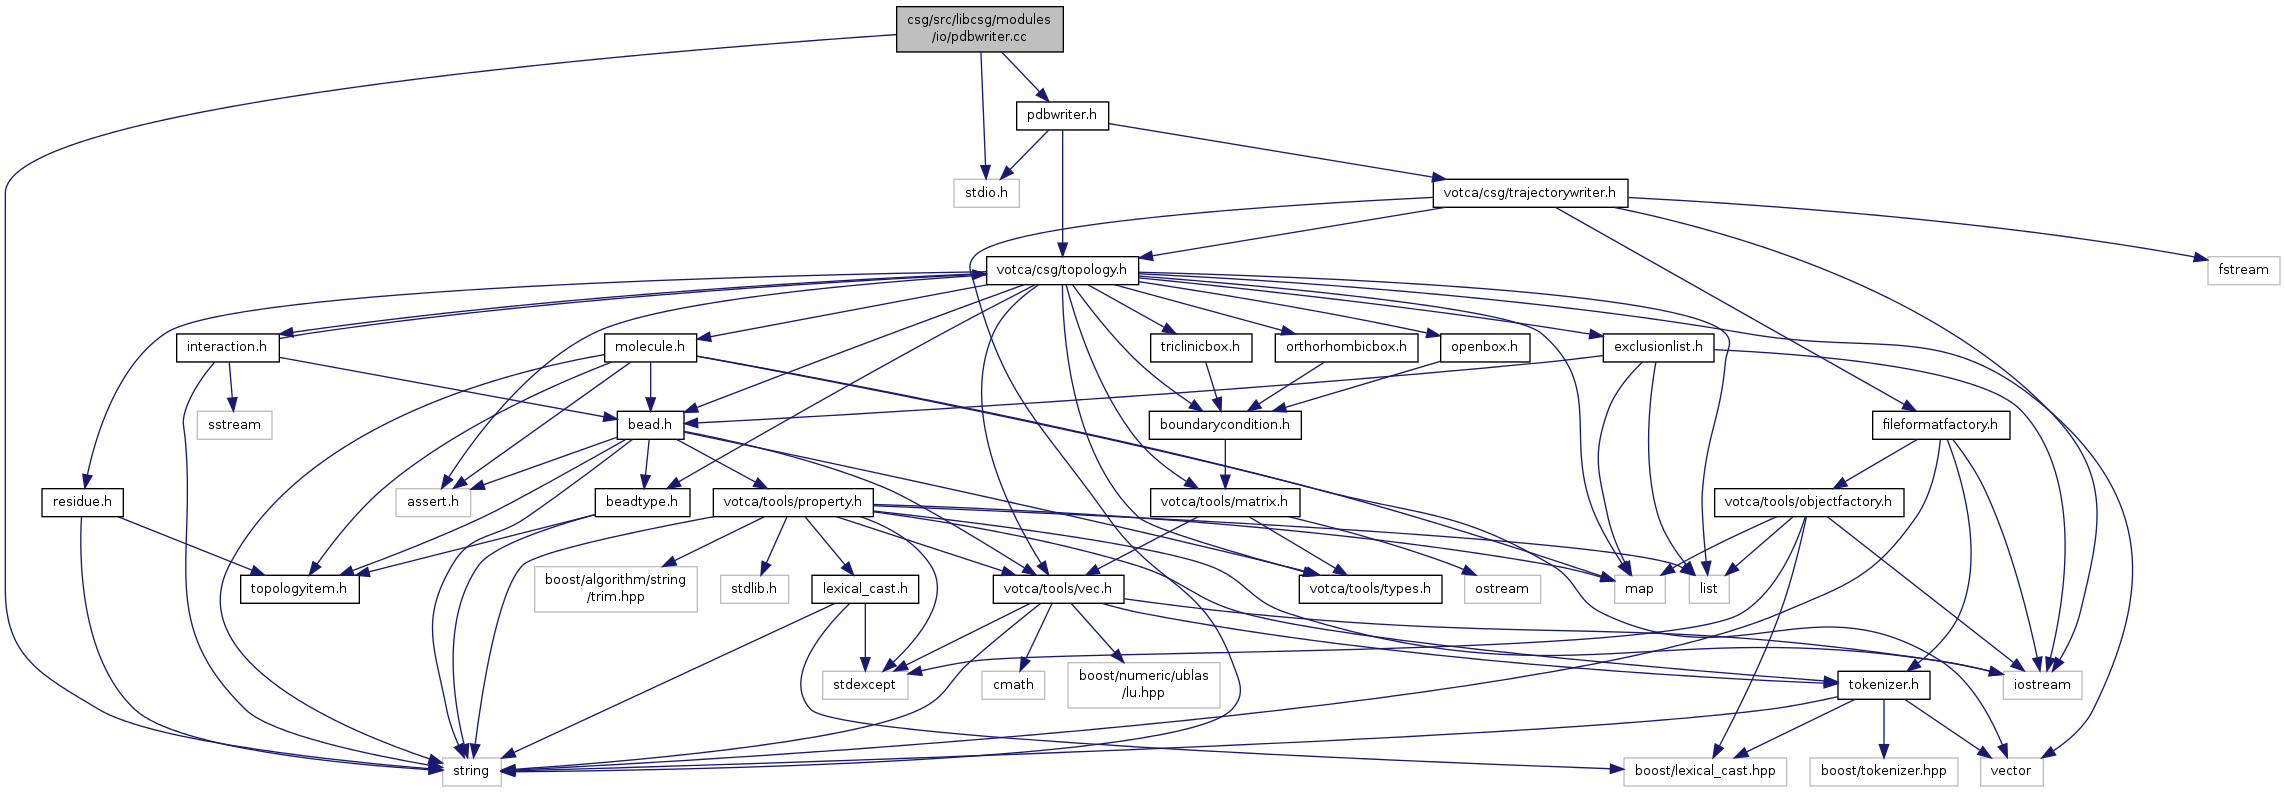 csg/src/libcsg/modules
/io/pdbwriter.cc
pdbwriter.h
stdio.h
votca/csg/trajectorywriter.h
votca/csg/topology.h
fstream
interaction.h
molecule.h
triclinicbox.h
orthorhombicbox.h
openbox.h
exclusionlist.h
sstream
bead.h
boundarycondition.h
fileformatfactory.h
residue.h
assert.h
beadtype.h
votca/tools/property.h
votca/tools/matrix.h
votca/tools/objectfactory.h
topologyitem.h
boost/algorithm/string
/trim.hpp
stdlib.h
lexical_cast.h
votca/tools/vec.h
votca/tools/types.h
ostream
map
list
stdexcept
cmath
boost/numeric/ublas
/lu.hpp
tokenizer.h
iostream
string
boost/lexical_cast.hpp
boost/tokenizer.hpp
vector